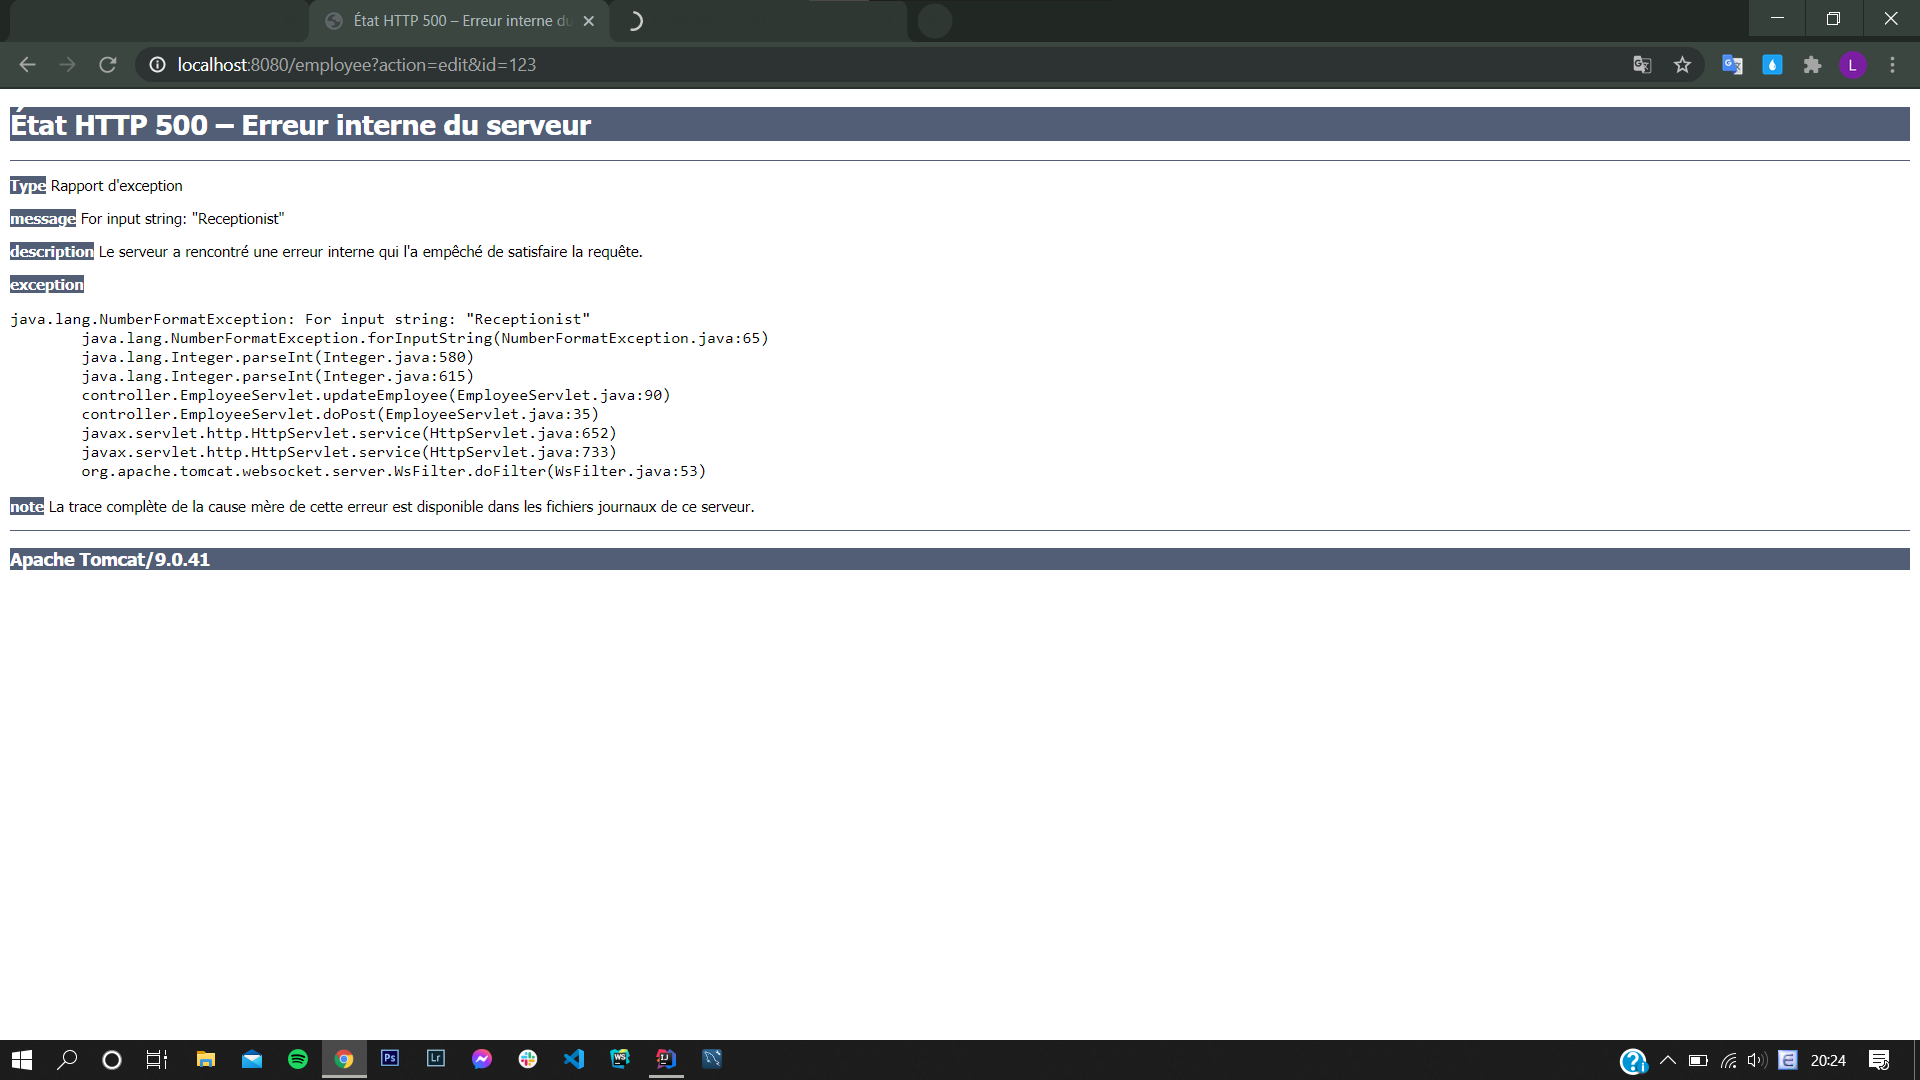 État HTTP 500 – Erreur interne du
localhost:8080/employee?action=edit&id=123
L
État HTTP 500 – Erreur interne du serveur
Type Rapport d'exception
message For input string: "Receptionist"
description Le serveur a rencontré une erreur interne qui l'a empêché de satisfaire la requête.
exception
java.lang.NumberFormatException: For input string: "Receptionist"
java.lang.NumberFormatException.forInputString(NumberFormatException.java:65)
java.lang.Integer.parseInt(Integer.java:580)
java.lang.Integer.parseInt(Integer.java:615)
controller.EmployeeServlet.updateEmployee(EmployeeServlet.java:90)
controller.EmployeeServlet.doPost(EmployeeServlet.java:35)
javax.servlet.http.HttpServlet.service(HttpServlet.java:652)
javax.servlet.http.HttpServlet.service(HttpServlet.java:733)
org.apache.tomcat.websocket.server.WsFilter.doFilter(WsFilter.java:53)
note La trace complète de la cause mère de cette erreur est disponible dans les fichiers journaux de ce serveur.
Apache Tomcat/9.0.41
Ps Lr WS IJ E 20:24